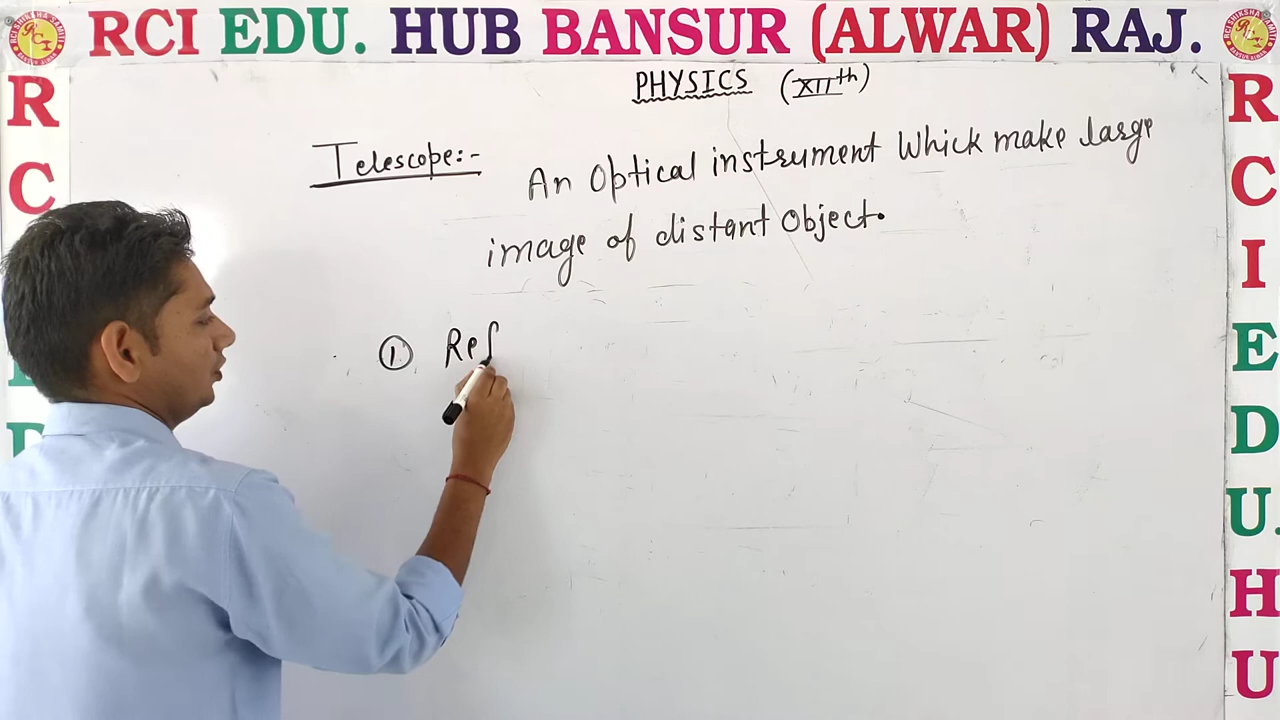 RCI EDU. HUB BANSUR (ALWAR) RAJ.
PHYSICS (XIIth)
Telescope:-
An Optical instrument Which make large
image of distant Object.
① Ref
R
C
R
C
I
E
D
U.
H
U